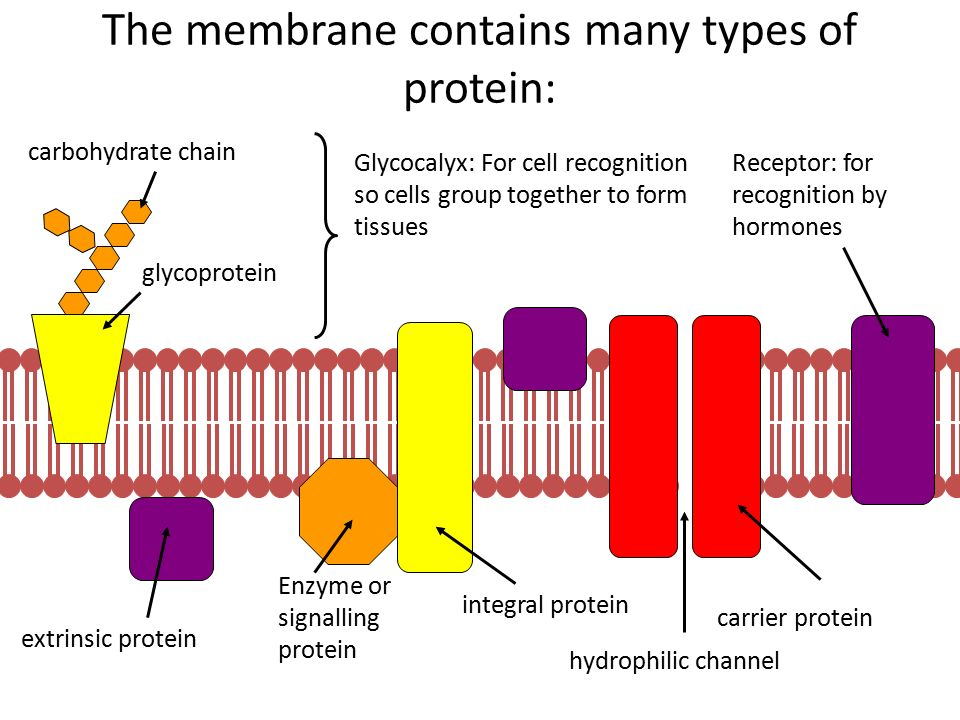 The membrane contains many types of
protein:
carbohydrate chain
Glycocalyx: For cell recognition
so cells group together to form
tissues
Receptor: for
recognition by
hormones
glycoprotein
Enzyme or
signalling
protein
integral protein
carrier protein
extrinsic protein
hydrophilic channel